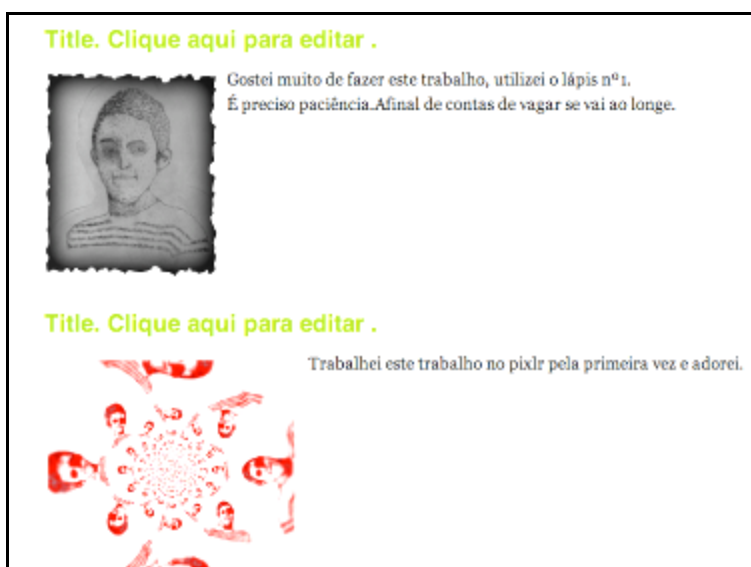 Title. Clique aqui para editar .
Gostei muito de fazer este trabalho, utilizei o lápis nº1.
É preciso paciência.Afinal de contas de vagar se vai ao longe.
Title. Clique aqui para editar .
Trabalhei este trabalho no pixlr pela primeira vez e adorei.